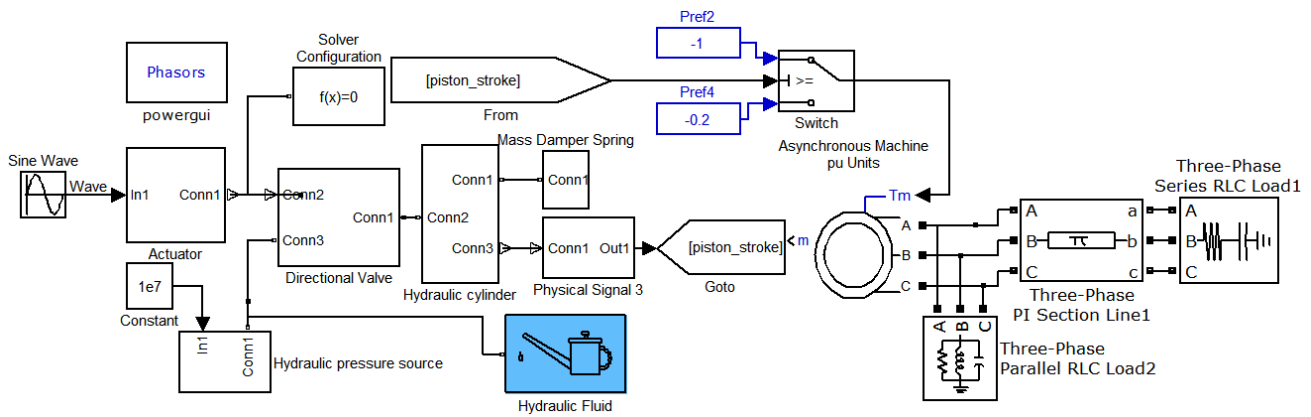 Pref2
-1
Solver
Configuration
f(x)=0
Phasors
powergui
[piston_stroke]
From
>=
Switch
Pref4
-0.2
Mass Damper Spring
Conn1
Asynchronous Machine
pu Units
Sine Wave
Wave
In1
Conn1
Actuator
Conn2
Conn1
Conn3
Directional Valve
Conn1
Conn2
Conn3
Hydraulic cylinder
Conn1
Out1
Physical Signal 3
[piston_stroke]
Goto
Tm
m
A
B
C
A
B
C
a
b
c
Three-Phase
PI Section Line1
Three-Phase
Series RLC Load1
A
B
C
A
B
C
Three-Phase
Parallel RLC Load2
1e7
Constant
In1
Conn1
Hydraulic pressure source
Hydraulic Fluid